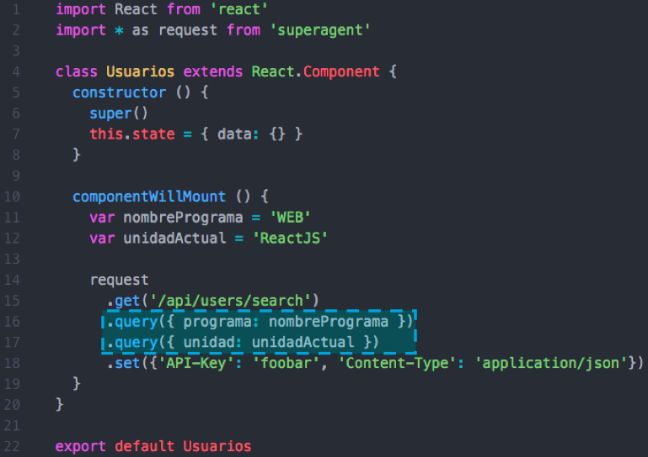 1 import React from 'react'
2 import * as request from 'superagent'
3
4 class Usuarios extends React.Component {
5 constructor () {
6 super()
7 this.state = { data: {} }
8 }
9
10 componentWillMount () {
11 var nombrePrograma = 'WEB'
12 var unidadActual = 'ReactJS'
13
14 request
15 .get('/api/users/search')
16 .query({ programa: nombrePrograma })
17 .query({ unidad: unidadActual })
18 .set({'API-Key': 'foobar', 'Content-Type': 'application/json'})
19 }
20 }
21
22 export default Usuarios